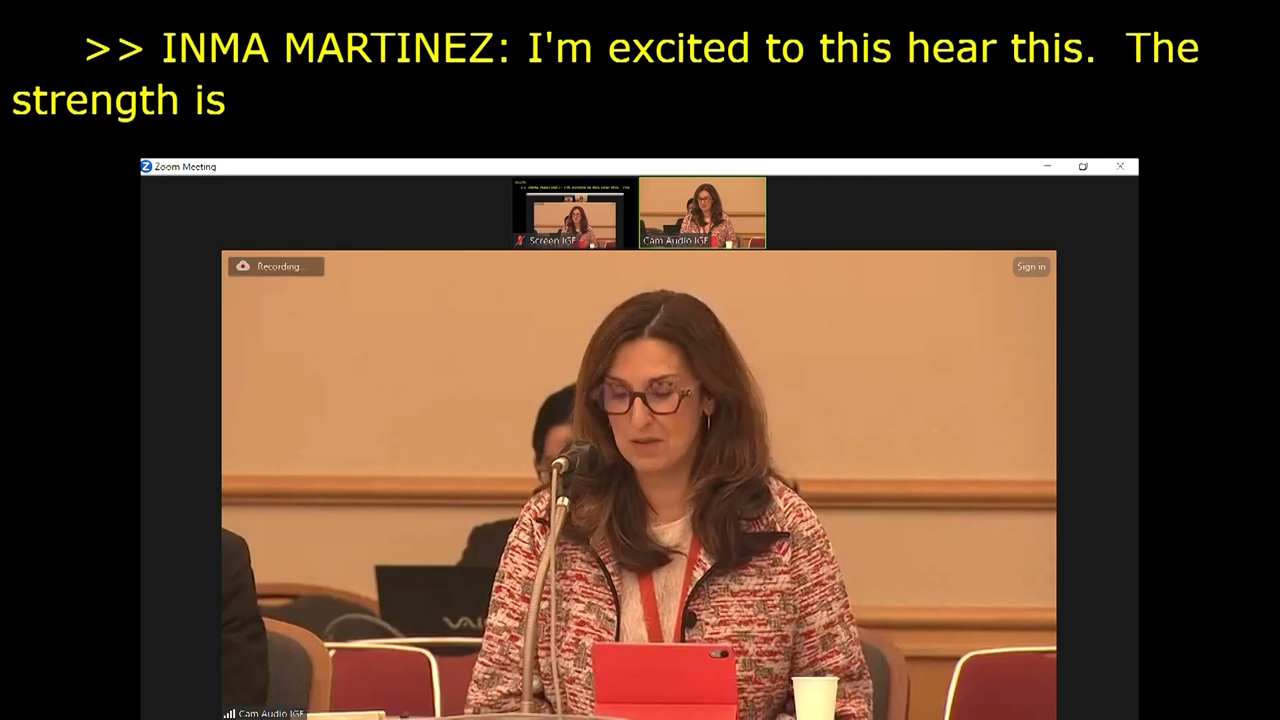 >> INMA MARTINEZ: I'm excited to this hear this. The
strength is
Zoom Meeting
Screen IGF
Cam Audio IGF
Recording...
Sign in
VAIO
Cam Audio IGF